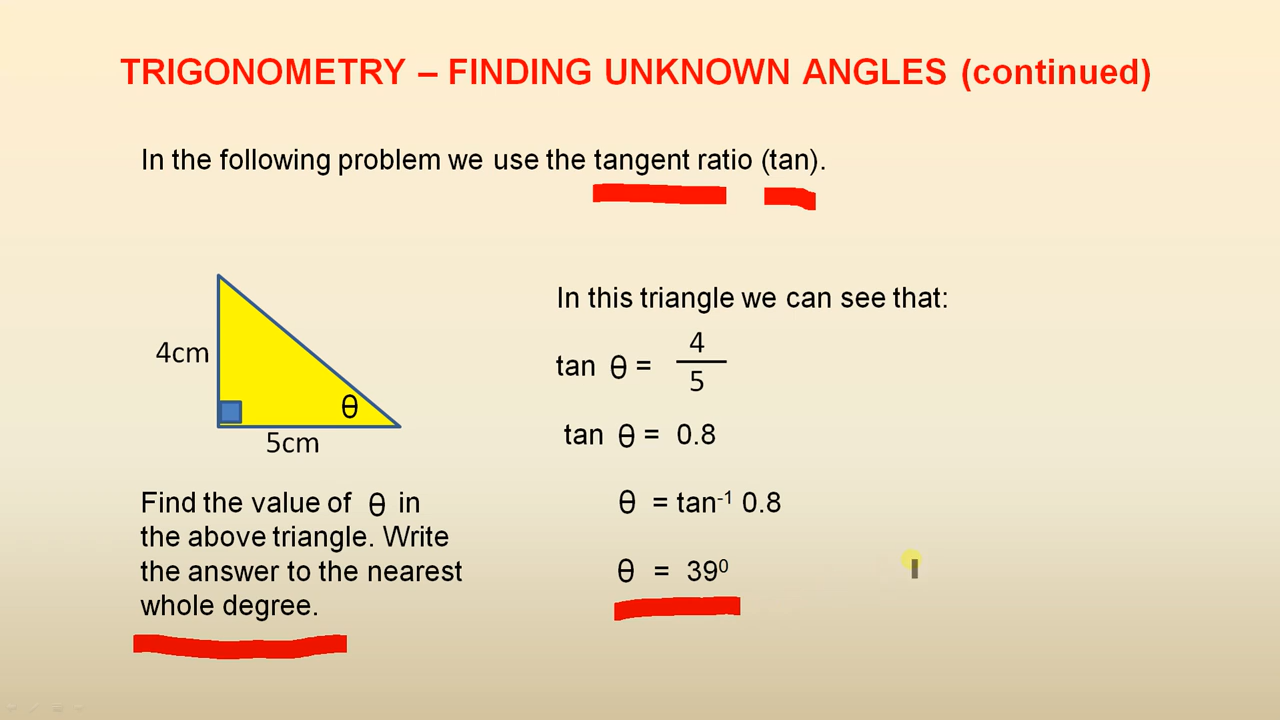 TRIGONOMETRY – FINDING UNKNOWN ANGLES (continued)
In the following problem we use the tangent ratio (tan).
4cm
θ
5cm
Find the value of θ in
the above triangle. Write
the answer to the nearest
whole degree.
In this triangle we can see that:
tan θ = 4/5
tan θ = 0.8
θ = tan⁻¹ 0.8
θ = 39⁰